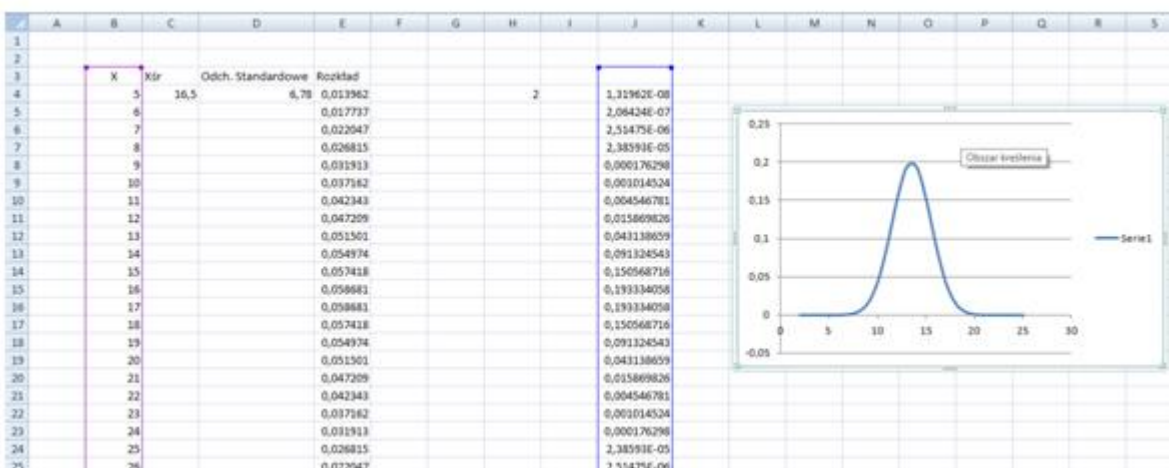 A B C D E F G H I J K L M N O P Q R S
1
2
3 X Xśr Odch. Standardowe Rozkład
4 5 16,5 6,78 0,013962 2 1,31962E-08
5 6 0,017737 2,06424E-07
6 7 0,022047 2,51475E-06
7 8 0,026815 2,38593E-05
8 9 0,031913 0,000176298
9 10 0,037162 0,001014524
10 11 0,042343 0,004546781
11 12 0,047209 0,015869826
12 13 0,051501 0,043138659
13 14 0,054974 0,091324543
14 15 0,057418 0,150568716
15 16 0,058681 0,193334058
16 17 0,058681 0,193334058
17 18 0,057418 0,150568716
18 19 0,054974 0,091324543
19 20 0,051501 0,043138659
20 21 0,047209 0,015869826
21 22 0,042343 0,004546781
22 23 0,037162 0,001014524
23 24 0,031913 0,000176298
24 25 0,026815 2,38593E-05
25 26 0,022047 2,51475E-06
0,25
0,2
Obszar kreślenia
0,15
0,1
Serie1
0,05
0
0 5 10 15 20 25 30
-0,05